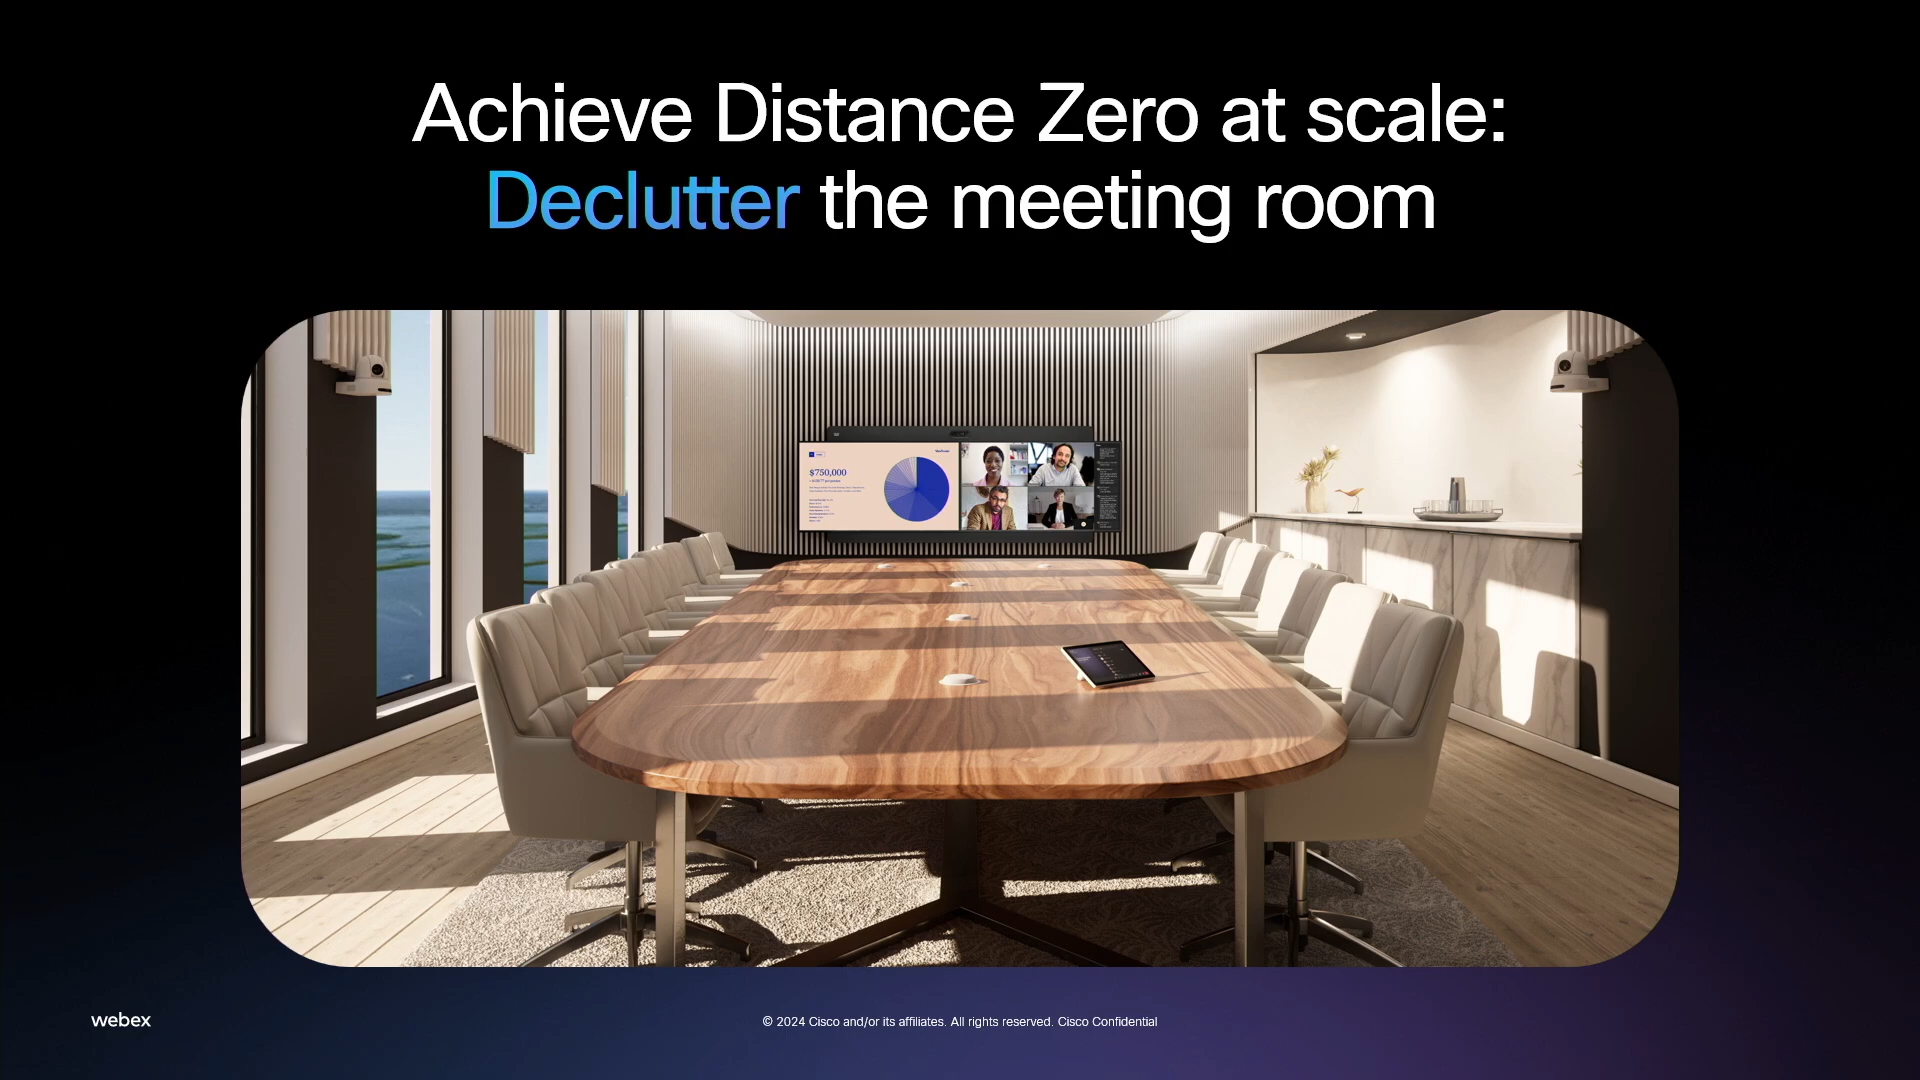 Achieve Distance Zero at scale:
Declutter the meeting room
$750,000
webex
© 2024 Cisco and/or its affiliates. All rights reserved. Cisco Confidential